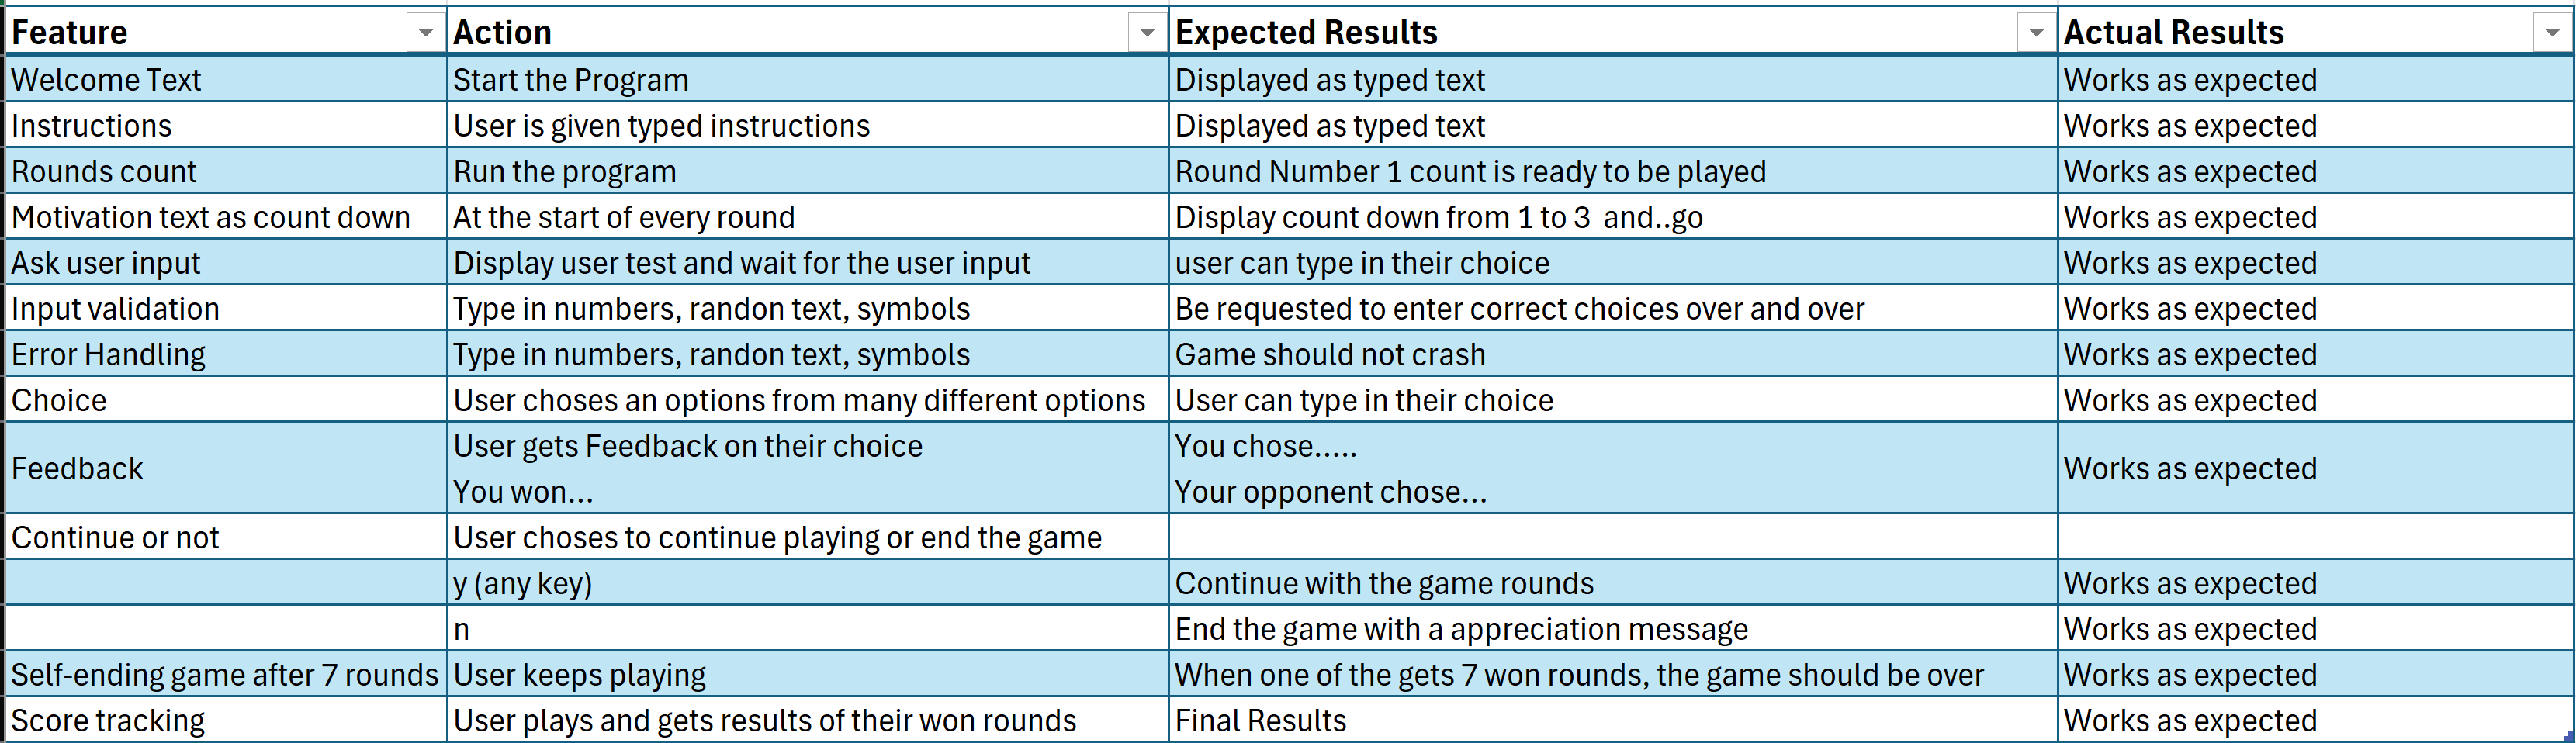 Feature Action Expected Results Actual Results
Welcome Text Start the Program Displayed as typed text Works as expected
Instructions User is given typed instructions Displayed as typed text Works as expected
Rounds count Run the program Round Number 1 count is ready to be played Works as expected
Motivation text as count down At the start of every round Display count down from 1 to 3  and..go Works as expected
Ask user input Display user test and wait for the user input user can type in their choice Works as expected
Input validation Type in numbers, randon text, symbols Be requested to enter correct choices over and over Works as expected
Error Handling Type in numbers, randon text, symbols Game should not crash Works as expected
Choice User choses an options from many different options User can type in their choice Works as expected
Feedback User gets Feedback on their choice You chose..... Works as expected
You won... Your opponent chose...
Continue or not User choses to continue playing or end the game
y (any key) Continue with the game rounds Works as expected
n End the game with a appreciation message Works as expected
Self-ending game after 7 rounds User keeps playing When one of the gets 7 won rounds, the game should be over Works as expected
Score tracking User plays and gets results of their won rounds Final Results Works as expected